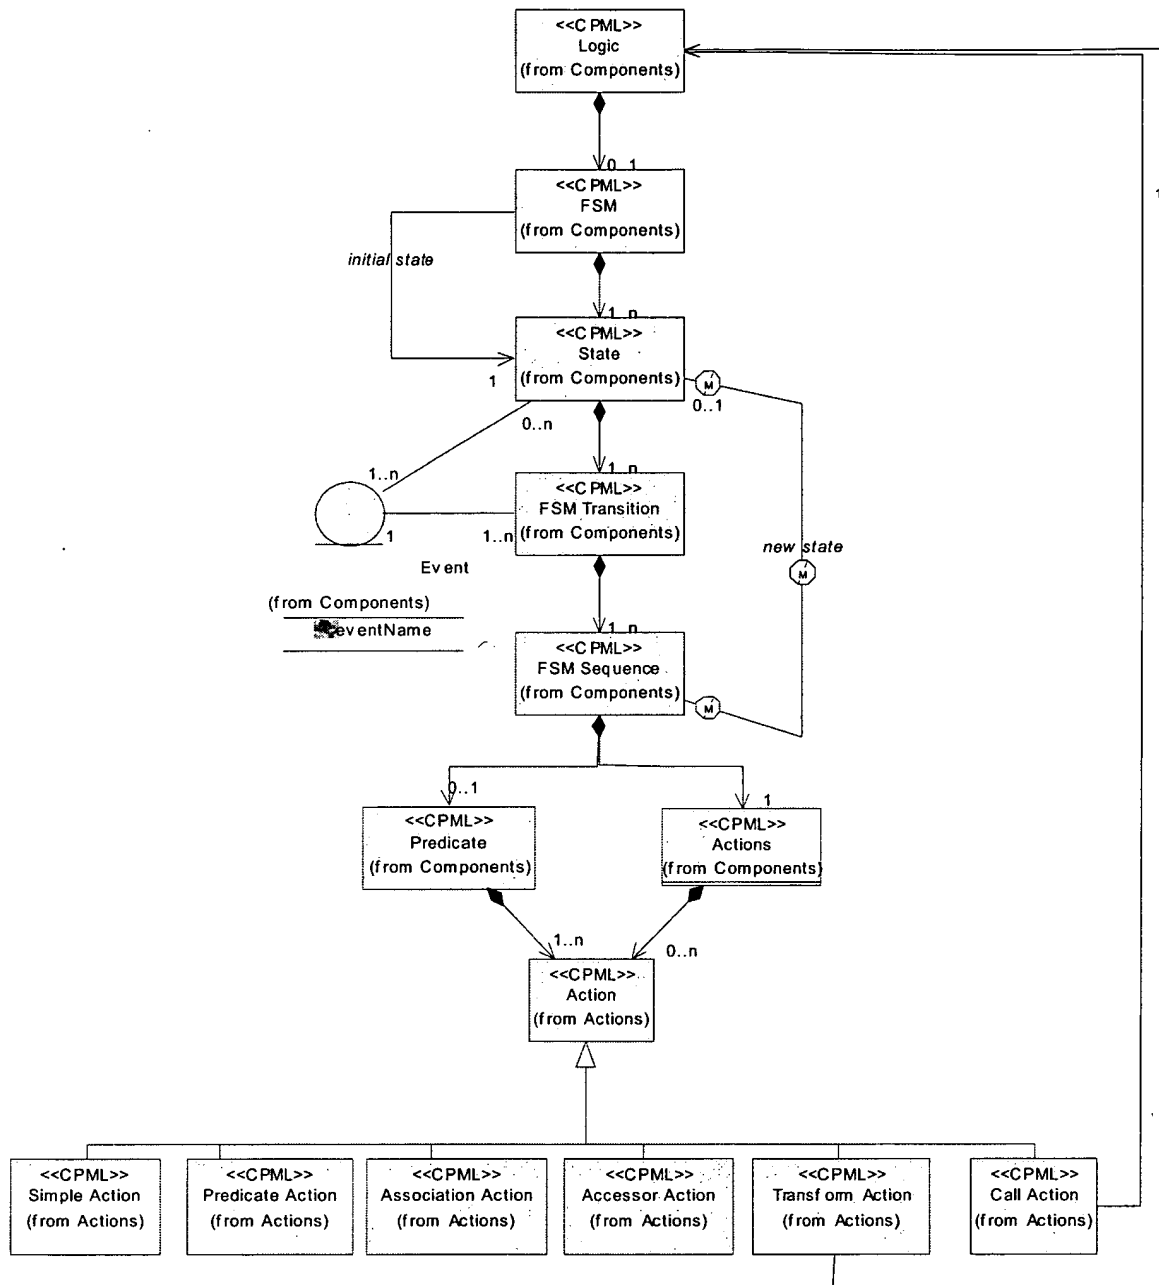 <<CPML>>
Logic
(from Components)
0..1
1
<<CPML>>
FSM
(from Components)
initial state
1..n
<<CPML>>
State
(from Components)
1
0..1
0..n
1..n
1..n
<<CPML>>
FSM Transition
(from Components)
1
1..n
new state
Event
(from Components)
eventName
1..n
<<CPML>>
FSM Sequence
(from Components)
M
M
M
0..1
1
<<CPML>>
Predicate
(from Components)
<<CPML>>
Actions
(from Components)
1..n
0..n
<<CPML>>
Action
(from Actions)
<<CPML>>
Simple Action
(from Actions)
<<CPML>>
Predicate Action
(from Actions)
<<CPML>>
Association Action
(from Actions)
<<CPML>>
Accessor Action
(from Actions)
<<CPML>>
Transform Action
(from Actions)
<<CPML>>
Call Action
(from Actions)